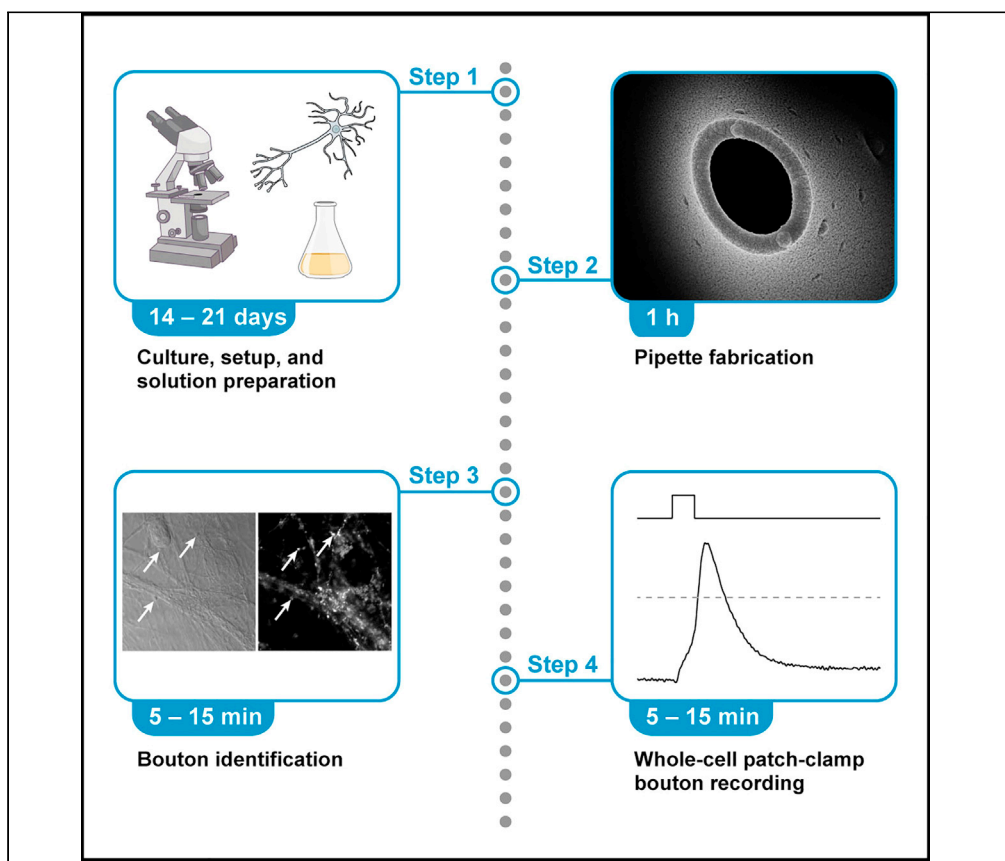 Step 1
14 – 21 days
Culture, setup, and
solution preparation
Step 2
1 h
Pipette fabrication
Step 3
5 – 15 min
Bouton identification
Step 4
5 – 15 min
Whole-cell patch-clamp
bouton recording